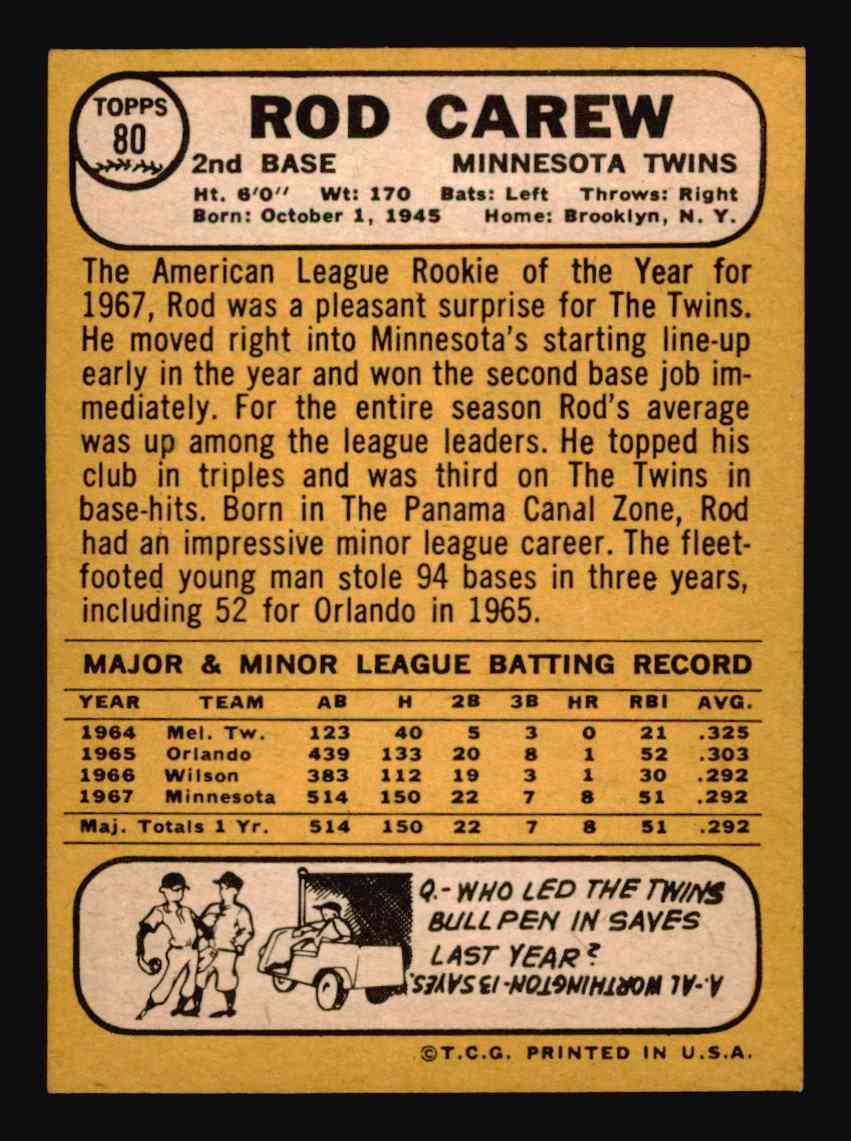 TOPPS
80
ROD CAREW
2nd BASE MINNESOTA TWINS
Ht. 6'0" Wt: 170 Bats: Left Throws: Right
Born: October 1, 1945 Home: Brooklyn, N. Y.
The American League Rookie of the Year for
1967, Rod was a pleasant surprise for The Twins.
He moved right into Minnesota's starting line-up
early in the year and won the second base job im-
mediately. For the entire season Rod's average
was up among the league leaders. He topped his
club in triples and was third on The Twins in
base-hits. Born in The Panama Canal Zone, Rod
had an impressive minor league career. The fleet-
footed young man stole 94 bases in three years,
including 52 for Orlando in 1965.
MAJOR & MINOR LEAGUE BATTING RECORD
YEAR TEAM AB H 2B 3B HR RBI AVG.
1964 Mel. Tw. 123 40 5 3 0 21 .325
1965 Orlando 439 133 20 8 1 52 .303
1966 Wilson 383 112 19 3 1 30 .292
1967 Minnesota 514 150 22 7 8 51 .292
Maj. Totals 1 Yr. 514 150 22 7 8 51 .292
Q.- WHO LED THE TWINS
BULLPEN IN SAVES
LAST YEAR?
A.-AL WORTHINGTON-13 SAVES.
©T.C.G. PRINTED IN U.S.A.